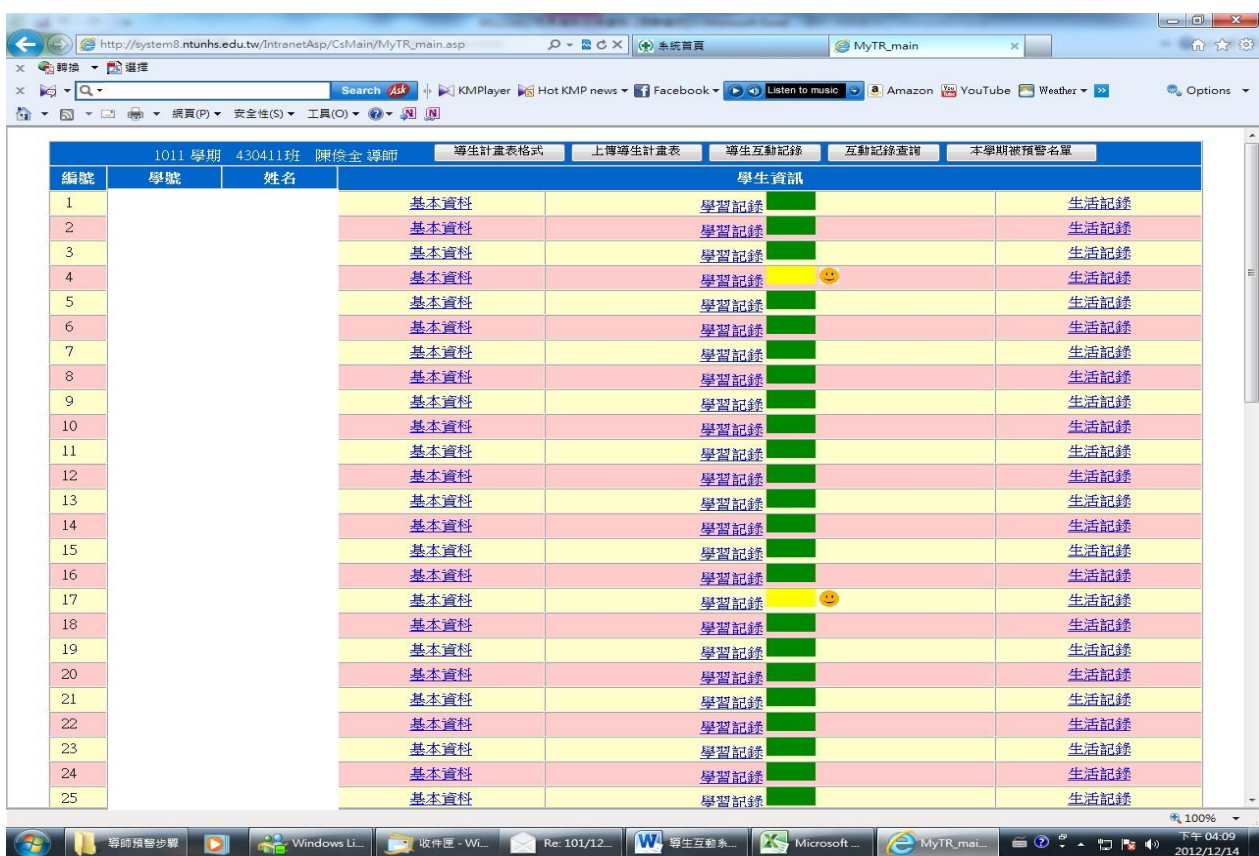 http://system8.ntunhs.edu.tw/IntranetAsp/CsMain/MyTR_main.asp 系統首頁 MyTR_main
轉換 選擇
Search Ask KMPlayer Hot KMP news Facebook Listen to music Amazon YouTube Weather Options
網頁(P) 安全性(S) 工具(O)
1011 學期 430411班 陳俊全 導師 導生計畫表格式 上傳導生計畫表 導生互動記錄 互動記錄查詢 本學期被預警名單
編號 學號 姓名 學生資訊
1 基本資料 學習記錄 生活記錄
2 基本資料 學習記錄 生活記錄
3 基本資料 學習記錄 生活記錄
4 基本資料 學習記錄 生活記錄
5 基本資料 學習記錄 生活記錄
6 基本資料 學習記錄 生活記錄
7 基本資料 學習記錄 生活記錄
8 基本資料 學習記錄 生活記錄
9 基本資料 學習記錄 生活記錄
10 基本資料 學習記錄 生活記錄
11 基本資料 學習記錄 生活記錄
12 基本資料 學習記錄 生活記錄
13 基本資料 學習記錄 生活記錄
14 基本資料 學習記錄 生活記錄
15 基本資料 學習記錄 生活記錄
16 基本資料 學習記錄 生活記錄
17 基本資料 學習記錄 生活記錄
18 基本資料 學習記錄 生活記錄
19 基本資料 學習記錄 生活記錄
20 基本資料 學習記錄 生活記錄
21 基本資料 學習記錄 生活記錄
22 基本資料 學習記錄 生活記錄
23 基本資料 學習記錄 生活記錄
24 基本資料 學習記錄 生活記錄
25 基本資料 學習記錄 生活記錄
100%
導師預警步驟 Windows Li... 收件匣 - Wi... Re: 101/12... 導生互動系... Microsoft ... MyTR_mai... 下午 04:09
2012/12/14